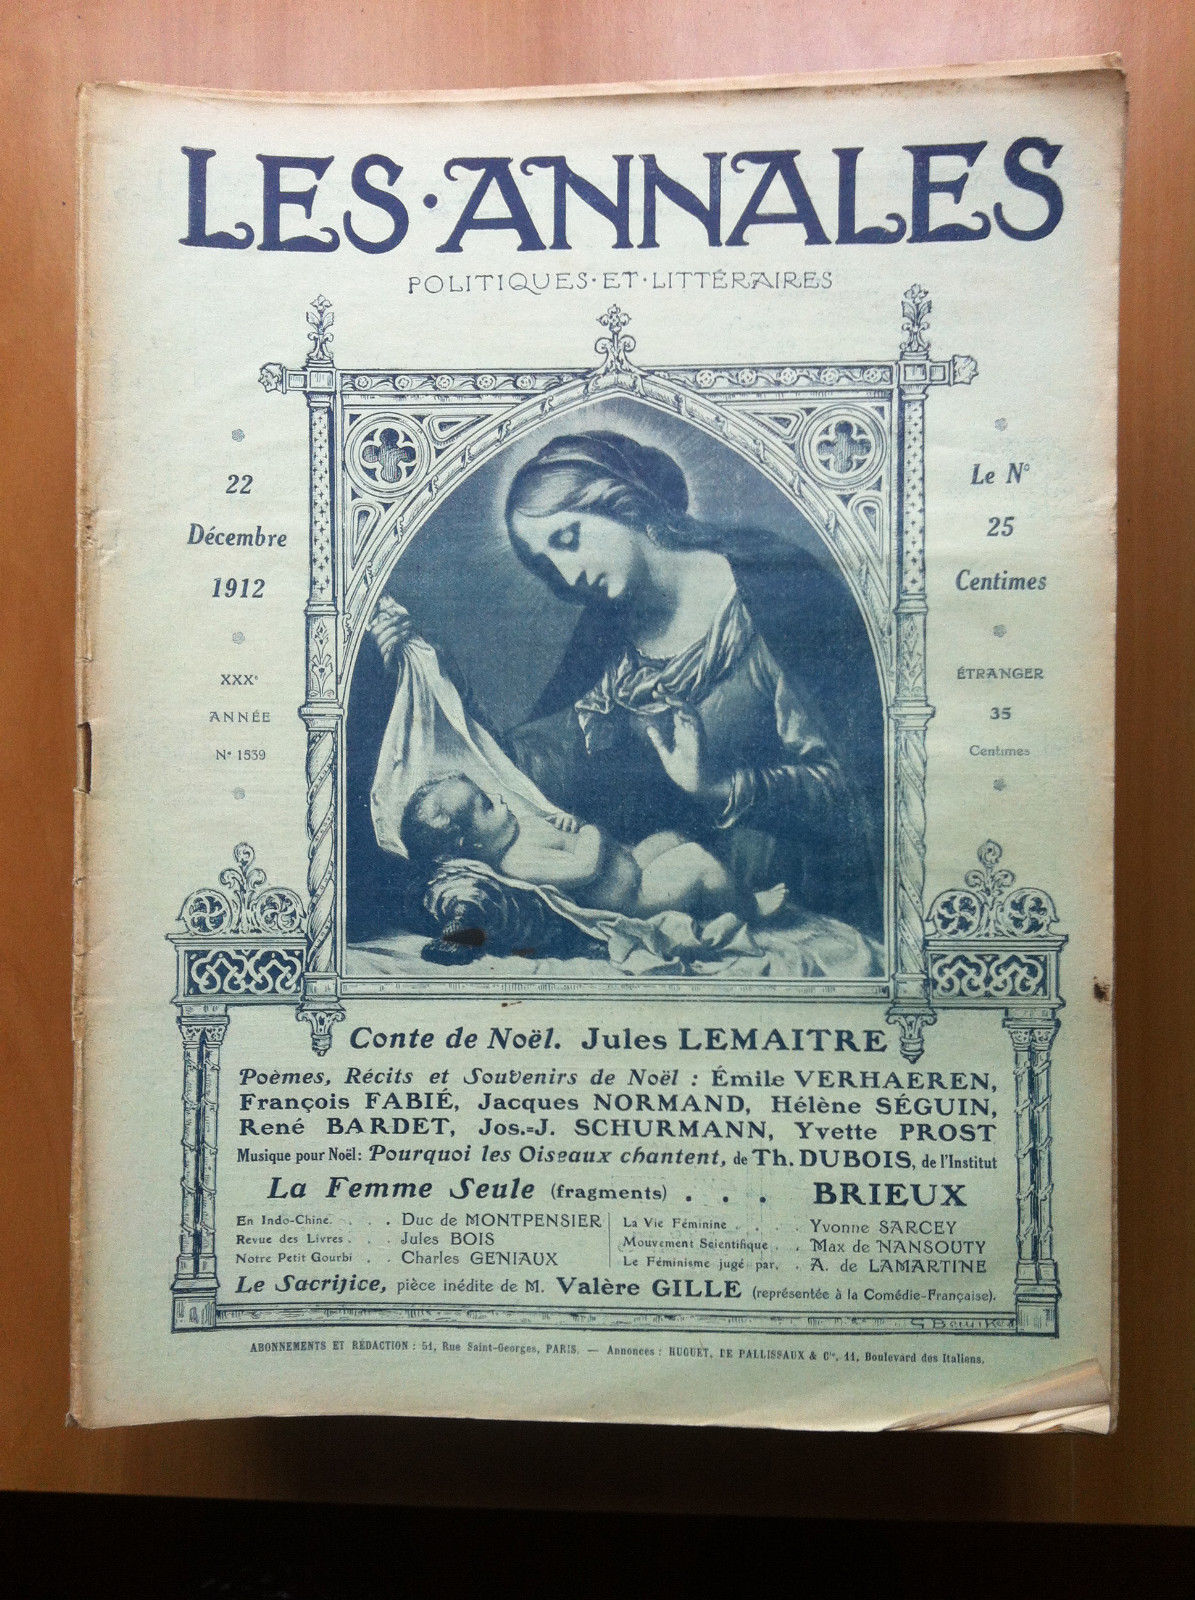 LES·ANNALES
POLITIQUES·ET·LITTÉRAIRES
22
Décembre
1912
XXXe
ANNÉE
No 1539
Le No
25
Centimes
ÉTRANGER
35
Centimes
Conte de Noël. Jules LEMAITRE
Poèmes, Récits et Souvenirs de Noël : Émile VERHAEREN,
François FABIÉ, Jacques NORMAND, Hélène SÉGUIN,
René BARDET, Jos.-J. SCHURMANN, Yvette PROST
Musique pour Noël: Pourquoi les Oiseaux chantent, de Th. DUBOIS, de l'Institut
La Femme Seule (fragments) . . . BRIEUX
En Indo-Chine. . . . . Duc de MONTPENSIER
Revue des Livres . . . Jules BOIS
Notre Petit Gourbi . . Charles GENIAUX
La Vie Féminine . . . . Yvonne SARCEY
Mouvement Scientifique . . Max de NANSOUTY
Le Féminisme jugé par. . A. de LAMARTINE
Le Sacrifice, pièce inédite de M. Valère GILLE (représentée à la Comédie-Française).
ABONNEMENTS ET RÉDACTION : 51, Rue Saint-Georges, PARIS. — Annonces : HUGUET, DE PALLISSAUX & Cie, 11, Boulevard des Italiens.